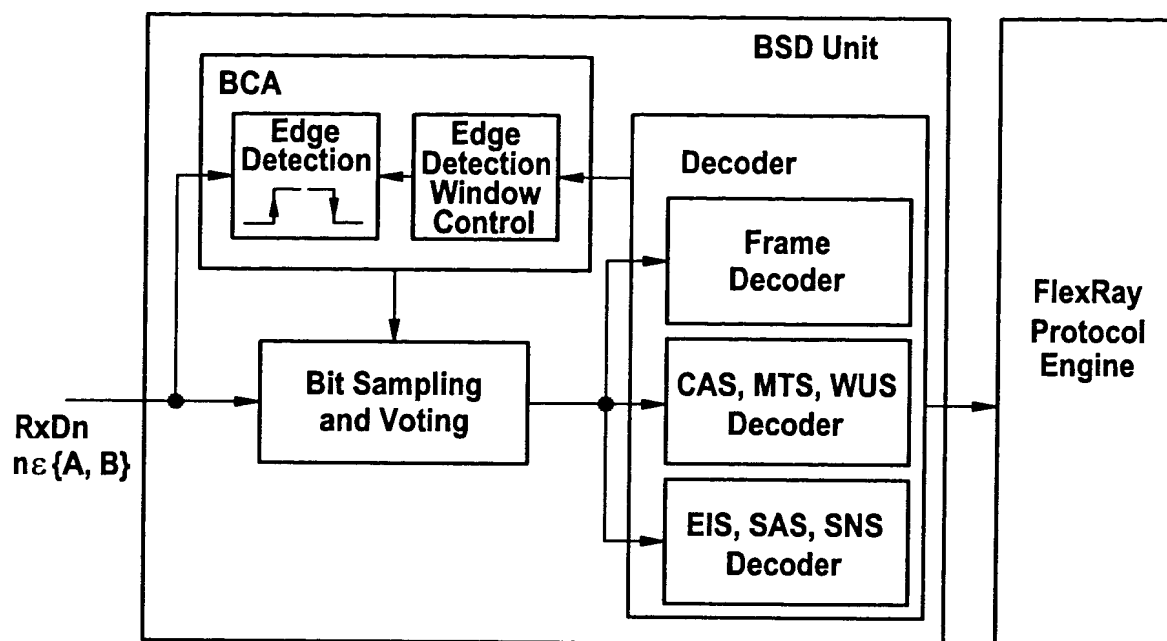 BSD Unit
BCA
Edge
Detection
Edge
Detection
Window
Control
Decoder
Frame
Decoder
Bit Sampling
and Voting
CAS, MTS, WUS
Decoder
EIS, SAS, SNS
Decoder
RxDn
nε{A, B}
FlexRay
Protocol
Engine